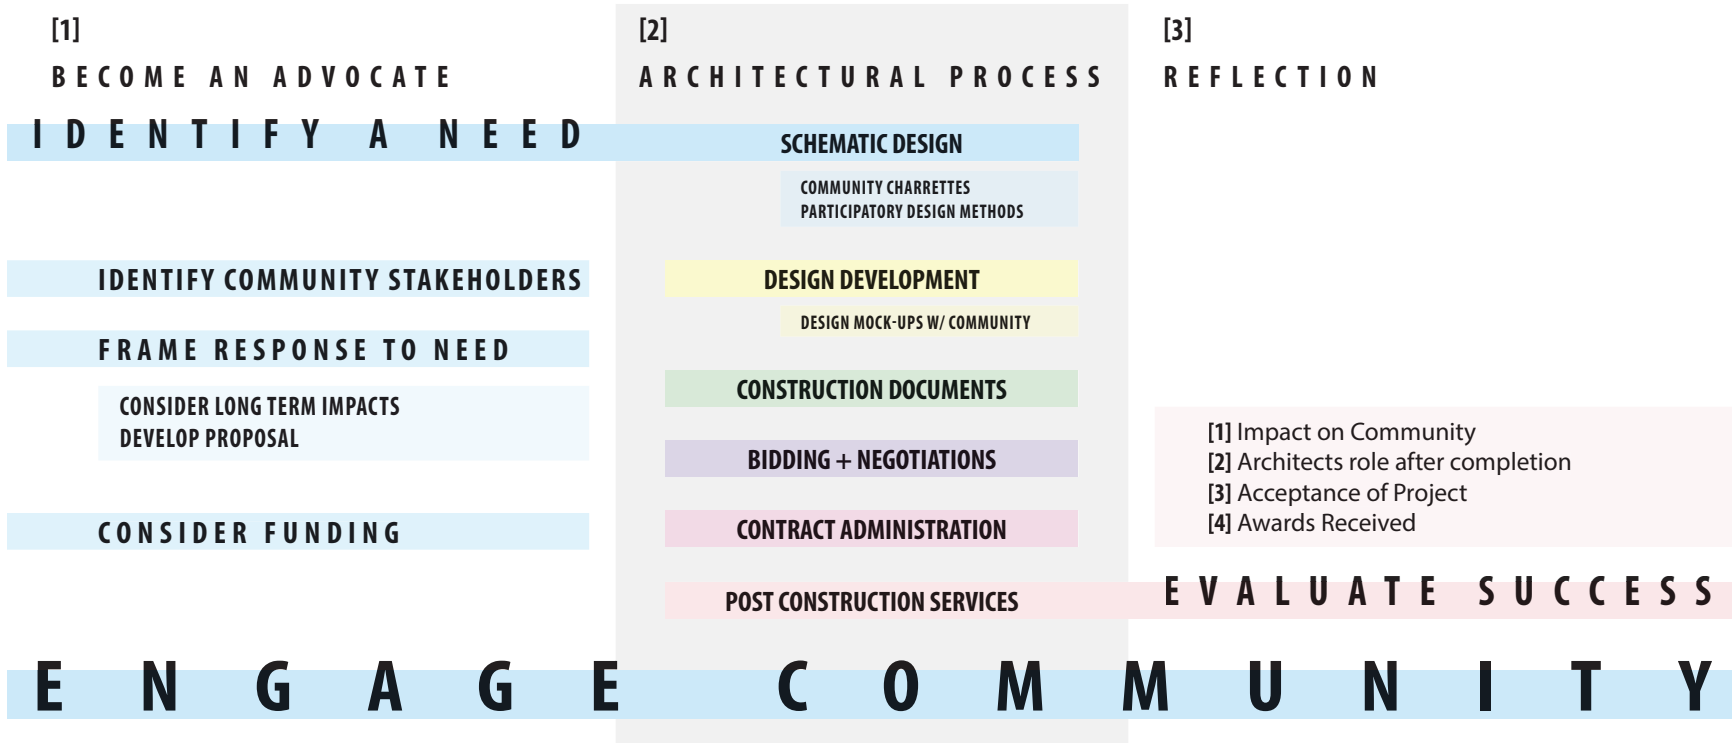 [1]
BECOME AN ADVOCATE
IDENTIFY A NEED
IDENTIFY COMMUNITY STAKEHOLDERS
FRAME RESPONSE TO NEED
CONSIDER LONG TERM IMPACTS
DEVELOP PROPOSAL
CONSIDER FUNDING
[2]
ARCHITECTURAL PROCESS
SCHEMATIC DESIGN
COMMUNITY CHARRETTES
PARTICIPATORY DESIGN METHODS
DESIGN DEVELOPMENT
DESIGN MOCK-UPS W/ COMMUNITY
CONSTRUCTION DOCUMENTS
BIDDING + NEGOTIATIONS
CONTRACT ADMINISTRATION
POST CONSTRUCTION SERVICES
[3]
REFLECTION
[1] Impact on Community
[2] Architects role after completion
[3] Acceptance of Project
[4] Awards Received
EVALUATE SUCCESS
ENGAGE COMMUNITY